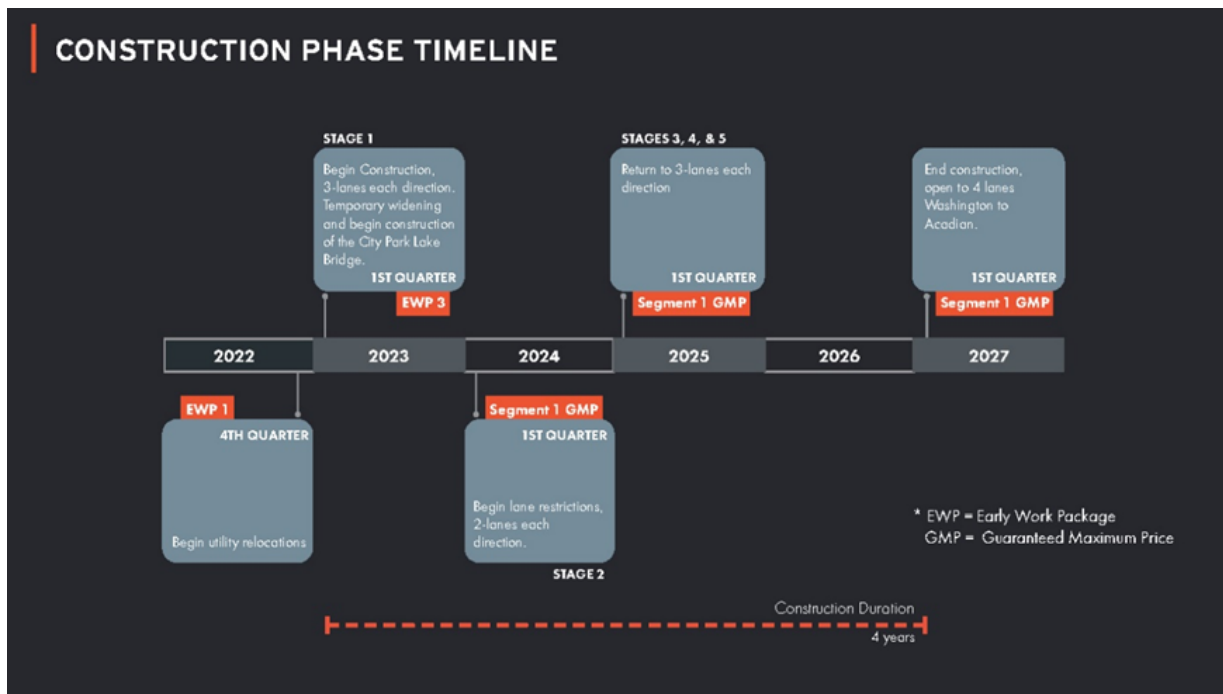 CONSTRUCTION PHASE TIMELINE
STAGE 1
Begin Construction,
3-lanes each direction.
Temporary widening
and begin construction
of the City Park Lake
Bridge.
1ST QUARTER
EWP 3
STAGES 3, 4, & 5
Return to 3-lanes each
direction
1ST QUARTER
Segment 1 GMP
End construction,
open to 4 lanes
Washington to
Acadian.
1ST QUARTER
Segment 1 GMP
2022
2023
2024
2025
2026
2027
EWP 1
4TH QUARTER
Begin utility relocations
Segment 1 GMP
1ST QUARTER
Begin lane restrictions,
2-lanes each
direction.
STAGE 2
* EWP = Early Work Package
GMP = Guaranteed Maximum Price
Construction Duration
4 years